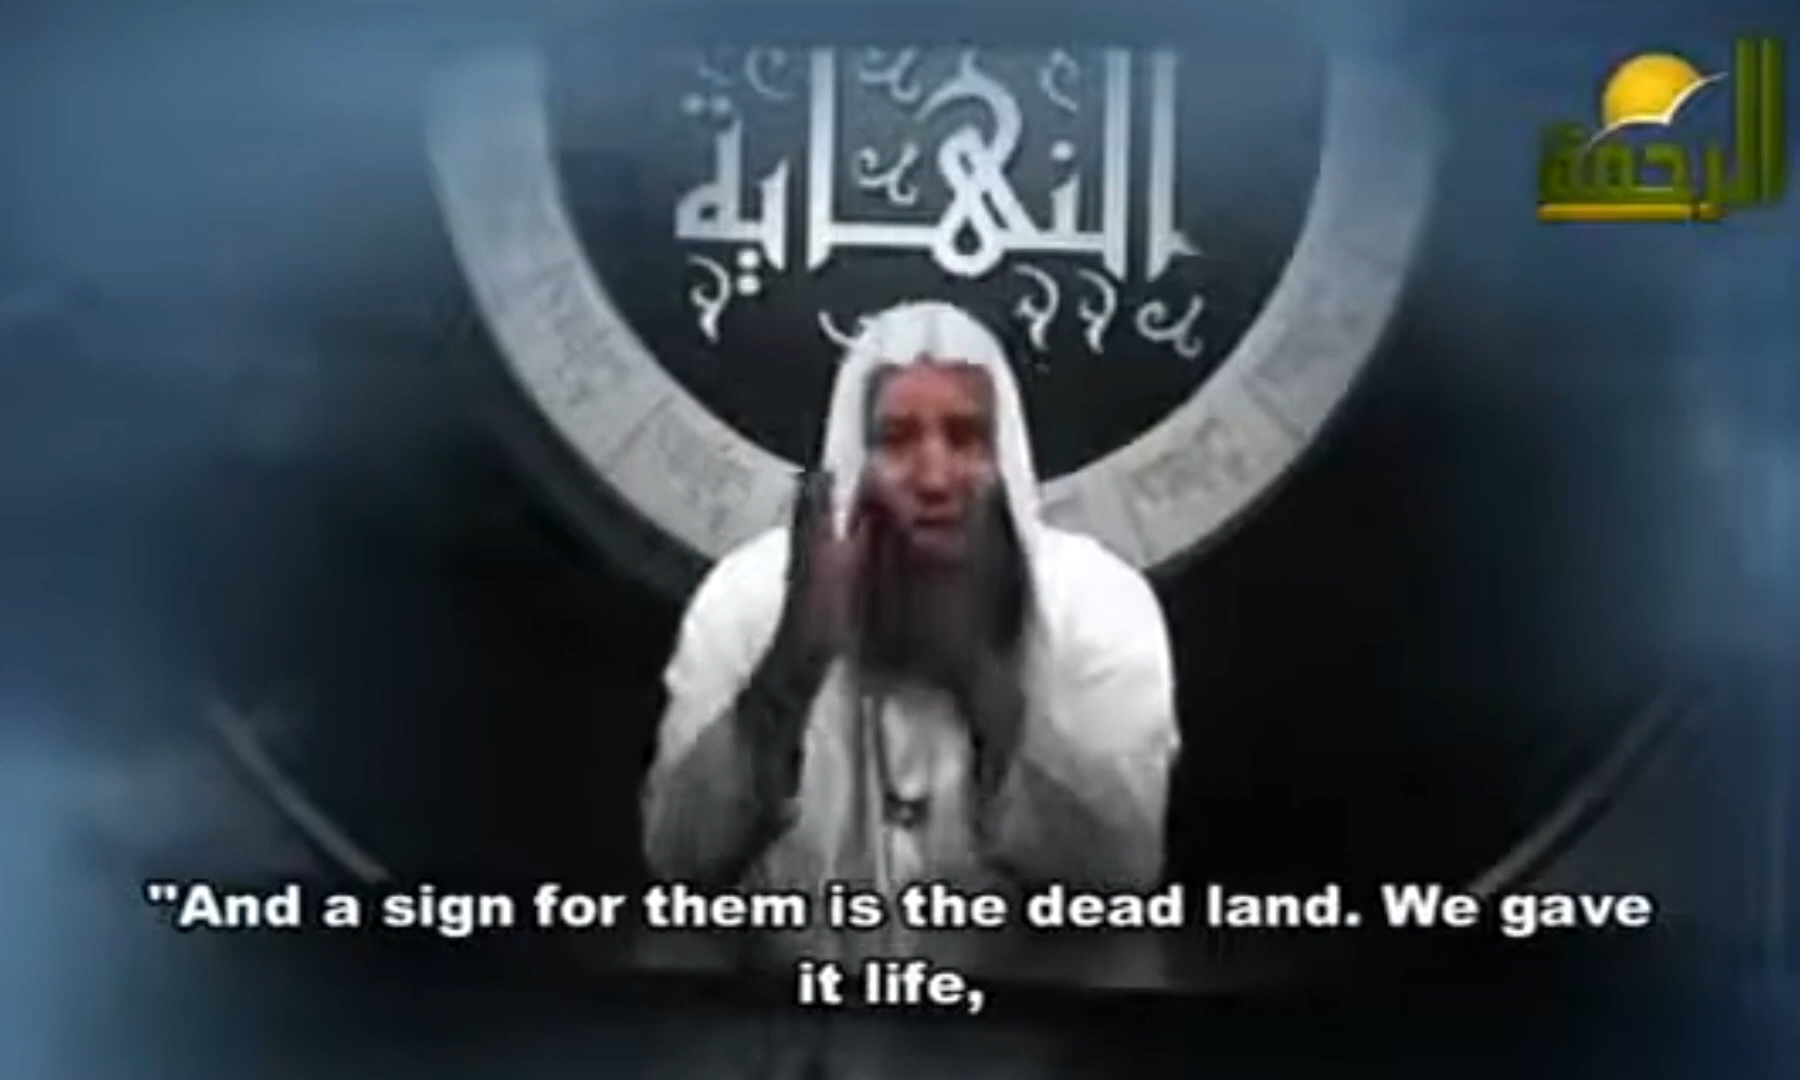 النهاية
الرحمة
"And a sign for them is the dead land. We gave
it life,